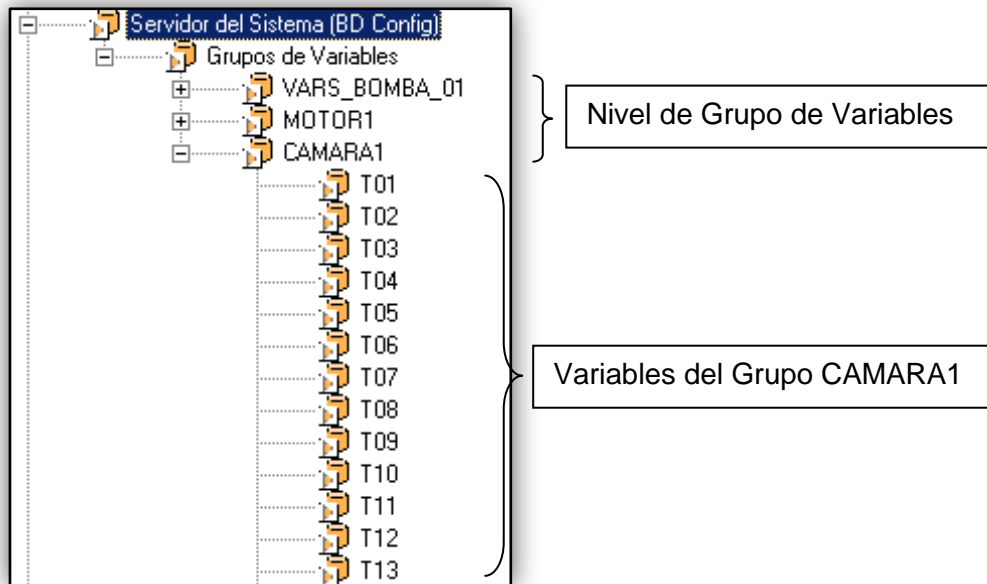 Servidor del Sistema (BD Config)
Grupos de Variables
VARS_BOMBA_01
MOTOR1
CAMARA1
T01
T02
T03
T04
T05
T06
T07
T08
T09
T10
T11
T12
T13
Nivel de Grupo de Variables
Variables del Grupo CAMARA1